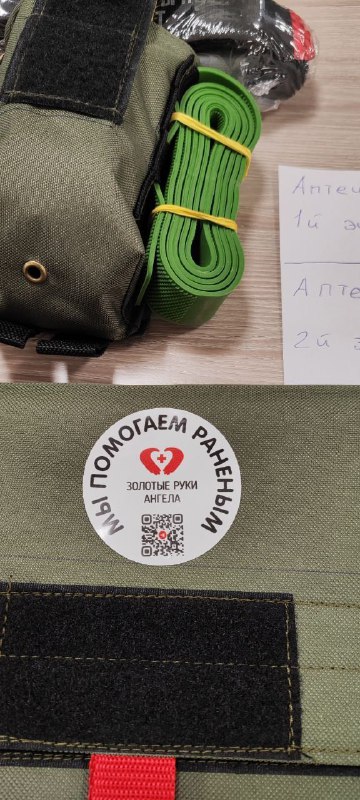 Аптеч
1й э
Апте
2й э
МЫ ПОМОГАЕМ РАНЕНЫМ
ЗОЛОТЫЕ РУКИ
АНГЕЛА